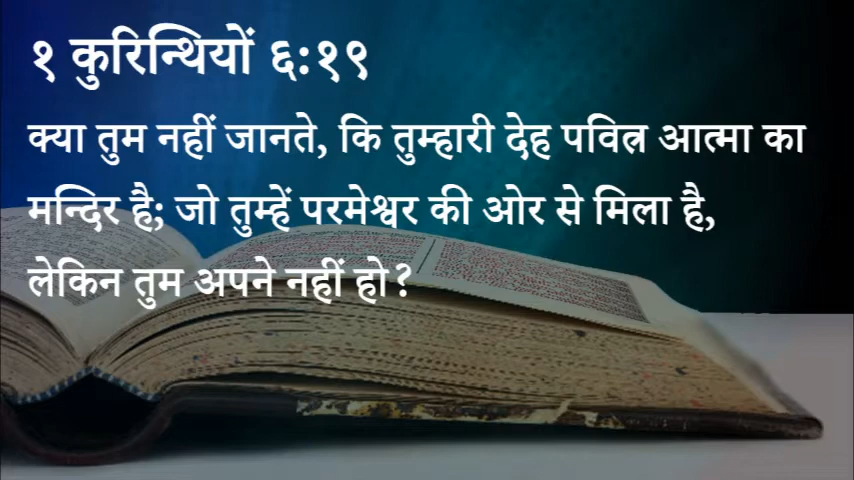 १ कुरिन्थियों ६:१९
क्या तुम नहीं जानते, कि तुम्हारी देह पवित्र आत्मा का
मन्दिर है; जो तुम्हें परमेश्वर की ओर से मिला है,
लेकिन तुम अपने नहीं हो?